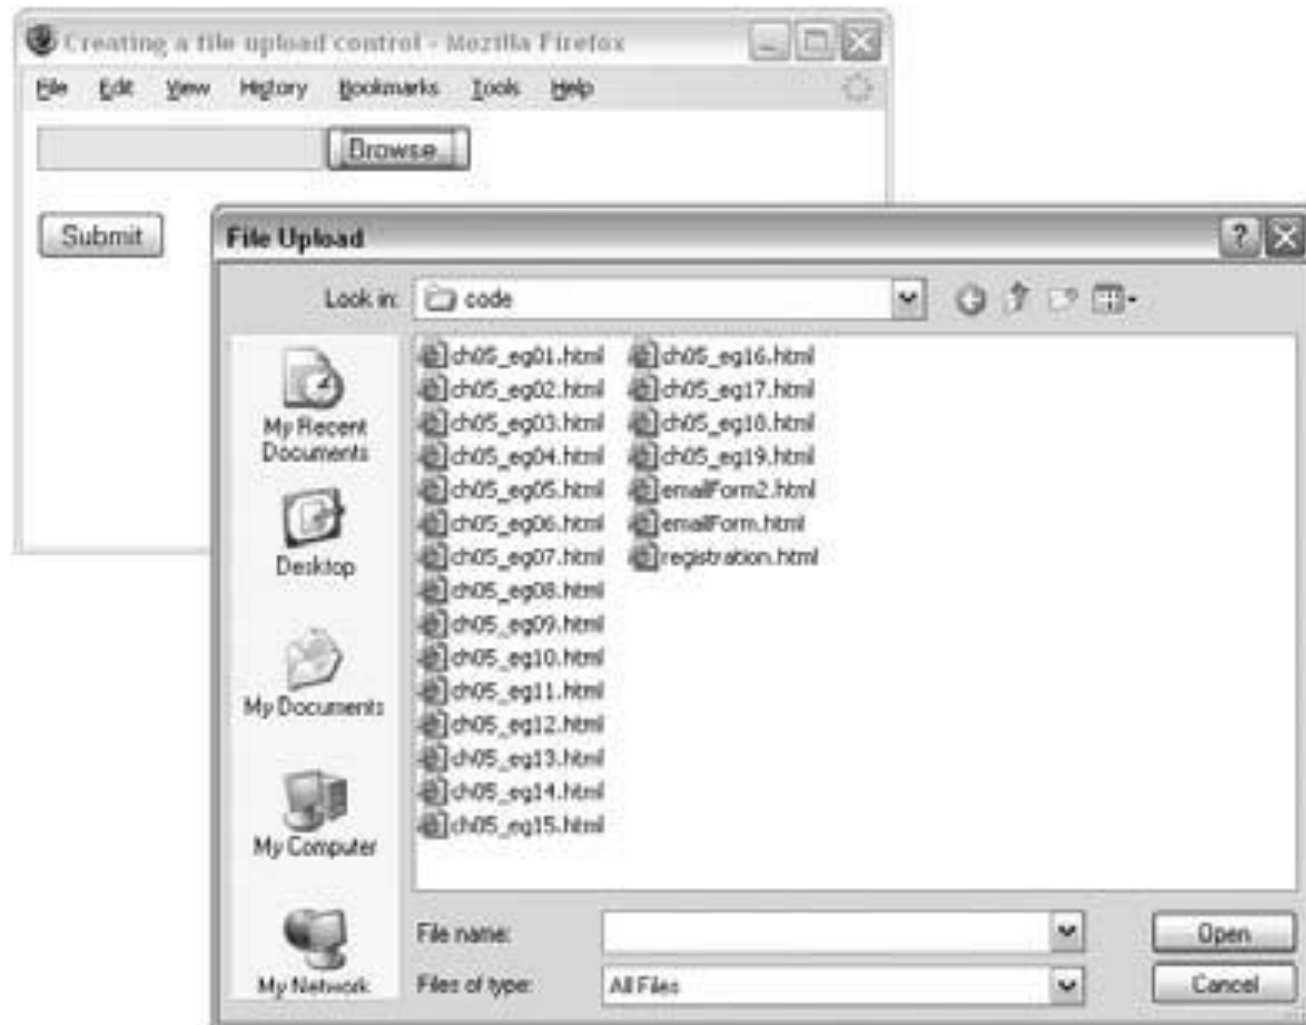 Creating a file upload control - Mozilla Firefox
File Edit View History Bookmarks Tools Help
Browse...
Submit
File Upload
?
Look in: code
My Recent
Documents
Desktop
My Documents
My Computer
My Network
ch05_eg01.html
ch05_eg02.html
ch05_eg03.html
ch05_eg04.html
ch05_eg05.html
ch05_eg06.html
ch05_eg07.html
ch05_eg08.html
ch05_eg09.html
ch05_eg10.html
ch05_eg11.html
ch05_eg12.html
ch05_eg13.html
ch05_eg14.html
ch05_eg15.html
ch05_eg16.html
ch05_eg17.html
ch05_eg18.html
ch05_eg19.html
emailForm2.html
emailForm.html
registration.html
File name:
Open
Files of type: All Files
Cancel